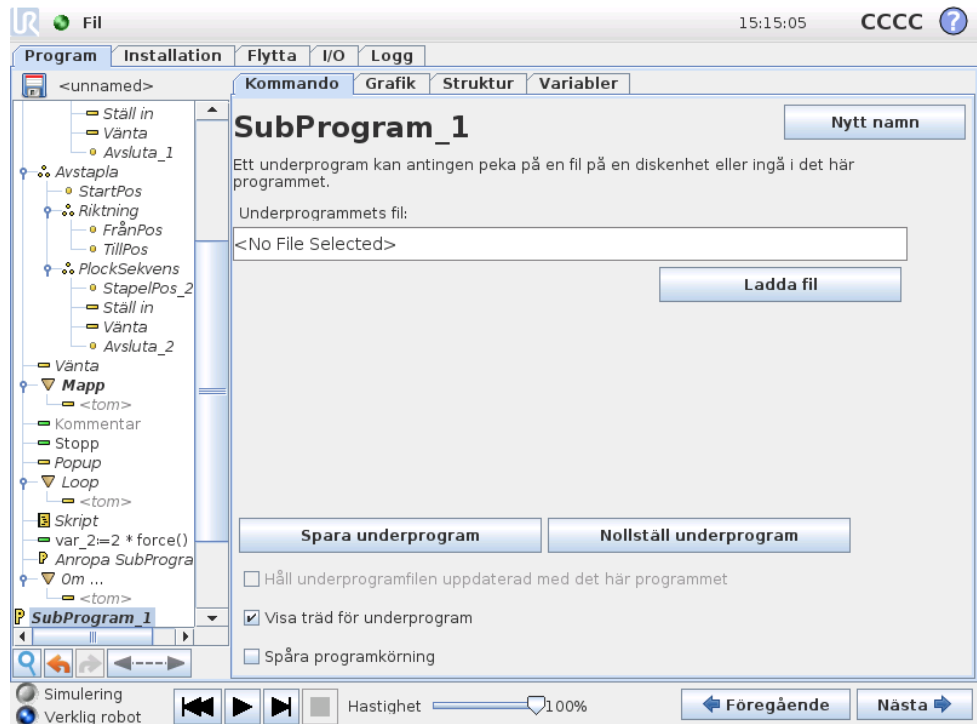 UR Fil 15:15:05 CCCC ?
Program Installation Flytta I/O Logg
<unnamed>
Ställ in
Vänta
Avsluta_1
Avstapla
StartPos
Riktning
FrånPos
TillPos
PlockSekvens
StapelPos_2
Ställ in
Vänta
Avsluta_2
Vänta
Mapp
<tom>
Kommentar
Stopp
Popup
Loop
<tom>
Skript
var_2:=2 * force()
P Anropa SubProgra
Om ...
<tom>
P SubProgram_1
Kommando Grafik Struktur Variabler
SubProgram_1
Nytt namn
Ett underprogram kan antingen peka på en fil på en diskenhet eller ingå i det här
programmet.
Underprogrammets fil:
<No File Selected>
Ladda fil
Spara underprogram Nollställ underprogram
Håll underprogramfilen uppdaterad med det här programmet
Visa träd för underprogram
Spåra programkörning
Simulering
Verklig robot
Hastighet 100%
Föregående Nästa